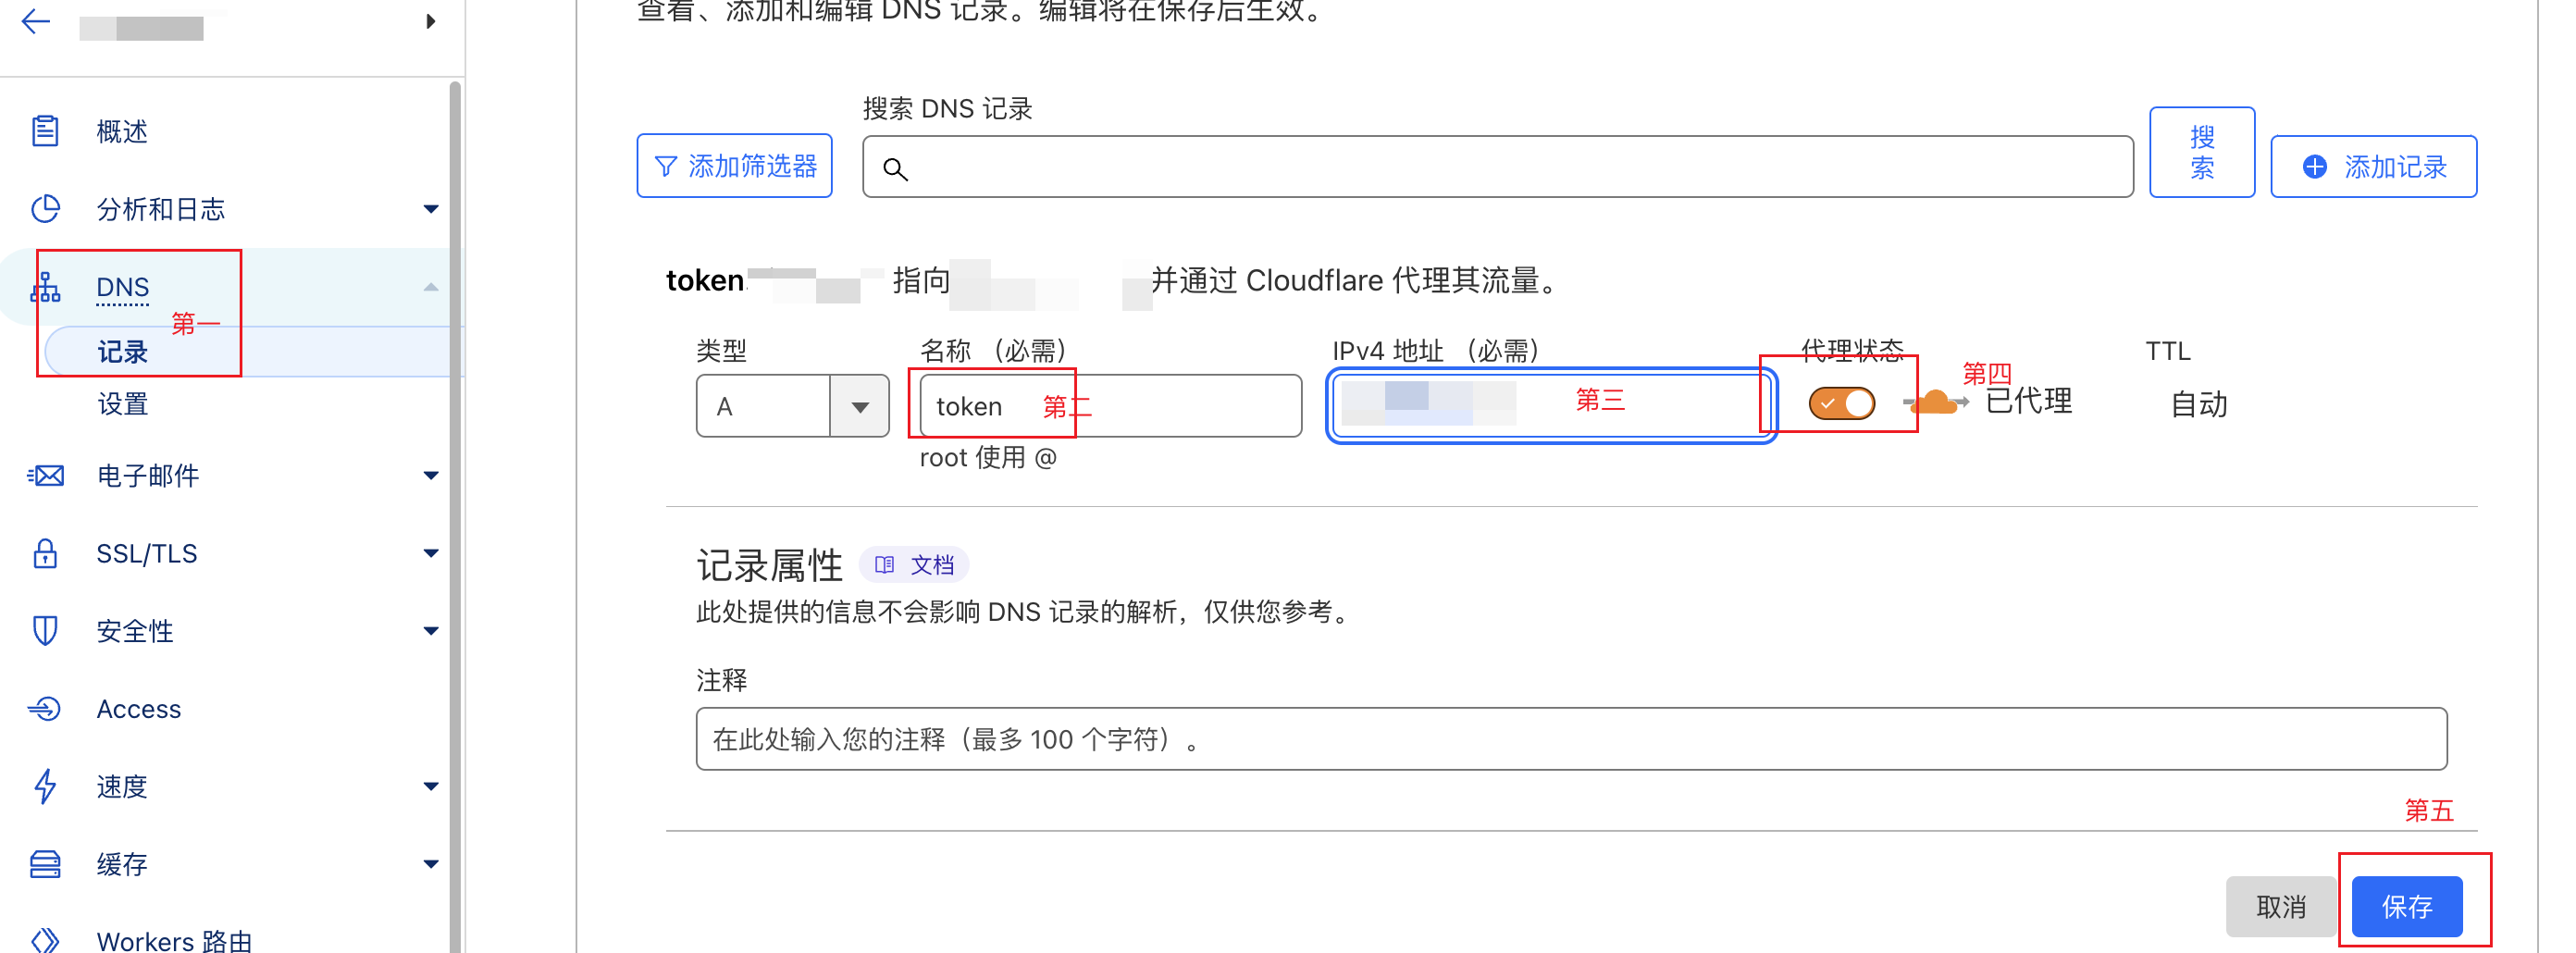 查看、添加和编辑 DNS 记录。编辑将在保存后生效。
概述
分析和日志
DNS
第一
记录
设置
电子邮件
SSL/TLS
安全性
Access
速度
缓存
Workers 路由
搜索 DNS 记录
添加筛选器
搜
索
添加记录
token 指向 并通过 Cloudflare 代理其流量。
类型 名称 （必需） IPv4 地址 （必需） 代理状态 TTL
A token 第二 第三 第四 已代理 自动
root 使用 @
记录属性 文档
此处提供的信息不会影响 DNS 记录的解析，仅供您参考。
注释
在此处输入您的注释（最多 100 个字符）。
第五
取消 保存